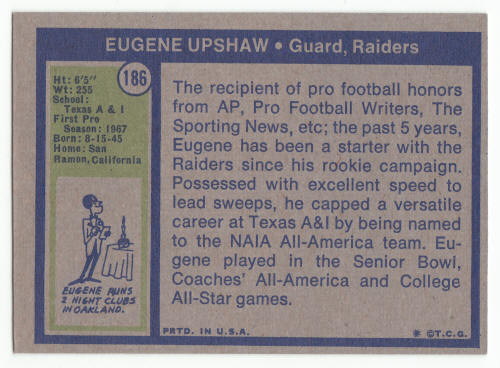 EUGENE UPSHAW • Guard, Raiders
186
Ht: 6'5"
Wt: 255
School:
Texas A & I
First Pro
Season: 1967
Born: 8-15-45
Home: San
Ramon, California
The recipient of pro football honors
from AP, Pro Football Writers, The
Sporting News, etc; the past 5 years,
Eugene has been a starter with the
Raiders since his rookie campaign.
Possessed with excellent speed to
lead sweeps, he capped a versatile
career at Texas A&I by being named
to the NAIA All-America team. Eu-
gene played in the Senior Bowl,
Coaches' All-America and College
All-Star games.
EUGENE RUNS
2 NIGHT CLUBS
IN OAKLAND.
PRTD. IN U.S.A.
* © T.C.G.